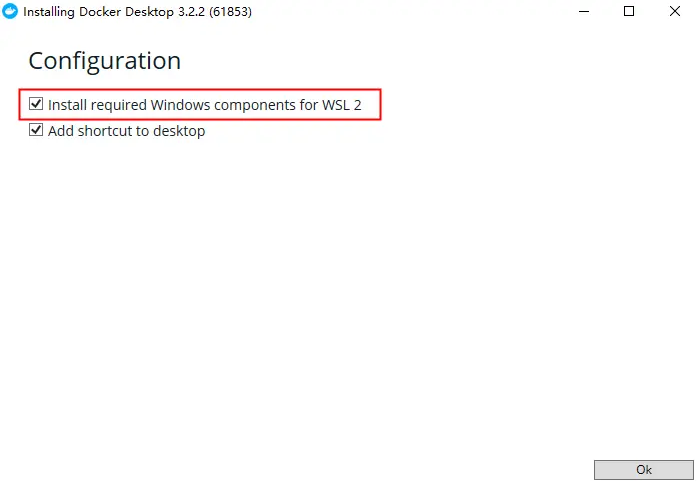 Installing Docker Desktop 3.2.2 (61853)
Configuration
Install required Windows components for WSL 2
Add shortcut to desktop
Ok